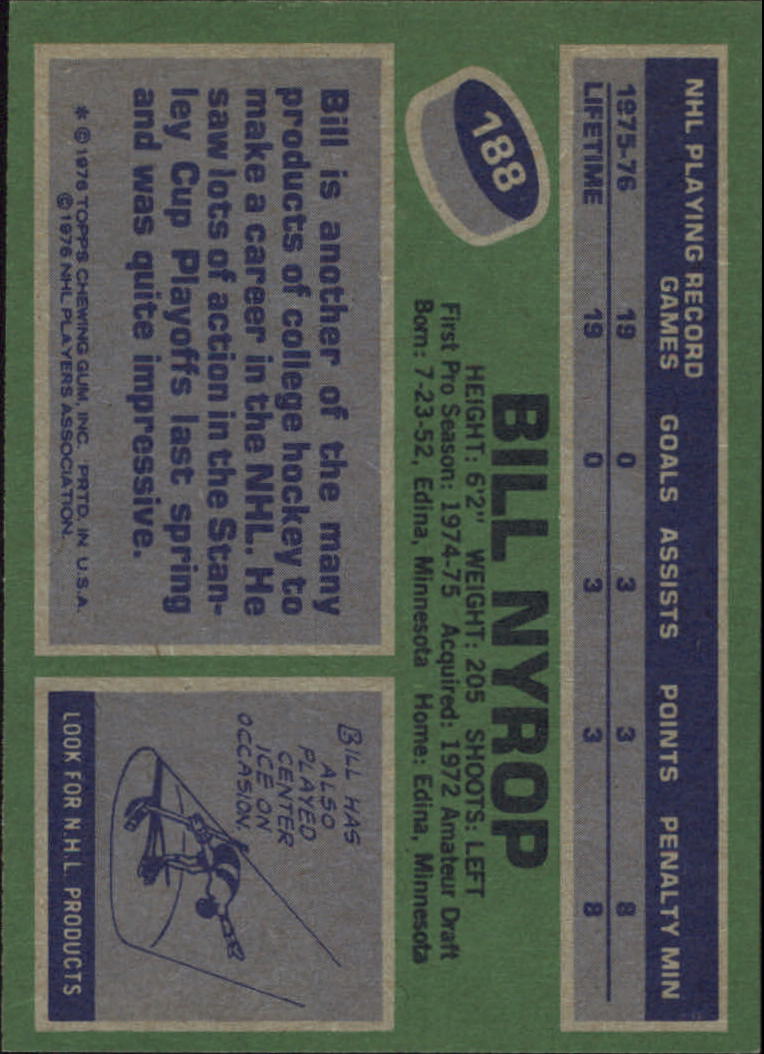 NHL PLAYING RECORD
GAMES GOALS ASSISTS POINTS PENALTY MIN
1975-76 19 0 3 3 8
LIFETIME 19 0 3 3 8
188
BILL NYROP
HEIGHT: 6'2" WEIGHT: 205 SHOOTS: LEFT
First Pro Season: 1974-75 Acquired: 1972 Amateur Draft
Born: 7-23-52, Edina, Minnesota Home: Edina, Minnesota
Bill is another of the many
products of college hockey to
make a career in the NHL. He
saw lots of action in the Stan-
ley Cup Playoffs last spring
and was quite impressive.
* © 1976 TOPPS CHEWING GUM, INC. PRTD. IN U.S.A.
© 1976 NHL PLAYERS ASSOCIATION.
BILL HAS
ALSO
PLAYED
CENTER
ICE ON
OCCASION.
LOOK FOR N.H.L. PRODUCTS